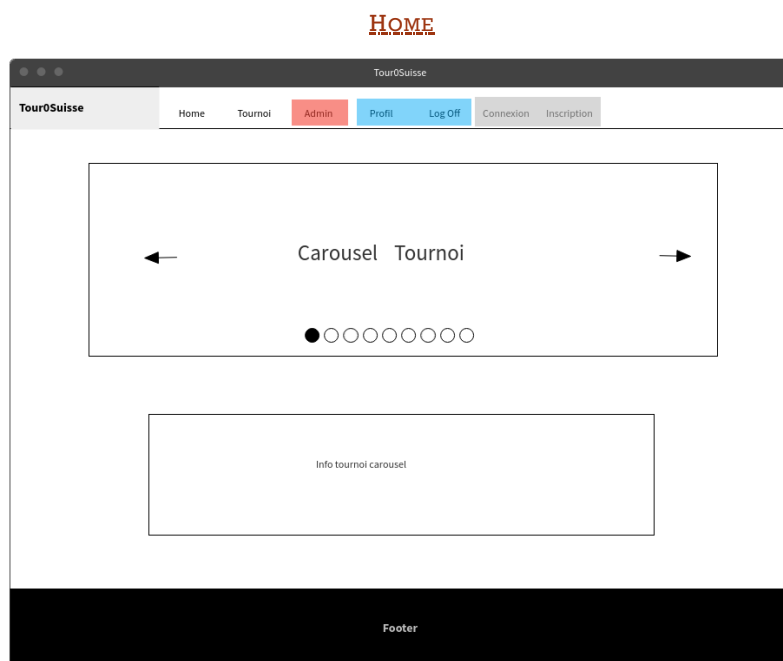 HOME
Tour0Suisse
Tour0Suisse Home Tournoi Admin Profil Log Off Connexion Inscription
Carousel Tournoi
Info tournoi carousel
Footer